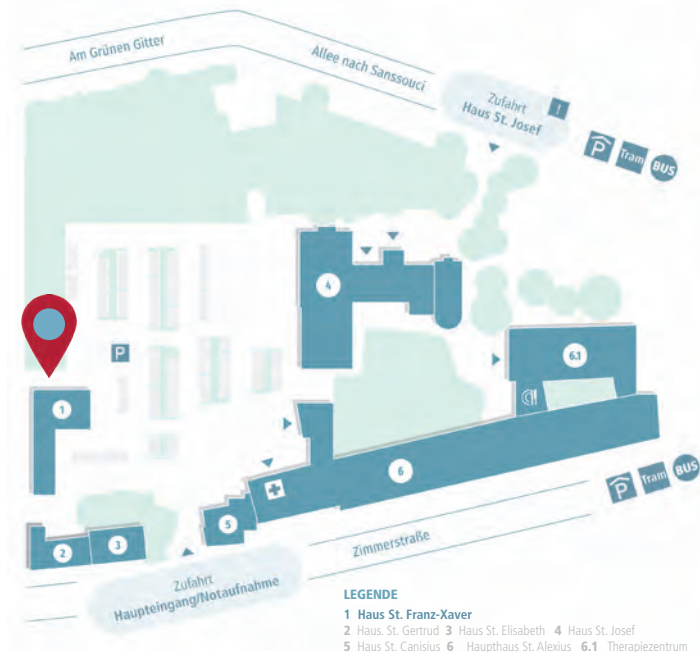 Am Grünen Gitter
Allee nach Sanssouci
Zufahrt
Haus St. Josef
i
P Tram BUS
4
P
6.1
1
6
5
2
3
P Tram BUS
Zimmerstraße
Zufahrt
Haupteingang/Notaufnahme
LEGENDE
1 Haus St. Franz-Xaver
2 Haus. St. Gertrud 3 Haus St. Elisabeth 4 Haus St. Josef
5 Haus St. Canisius 6 Haupthaus St. Alexius 6.1 Therapiezentrum